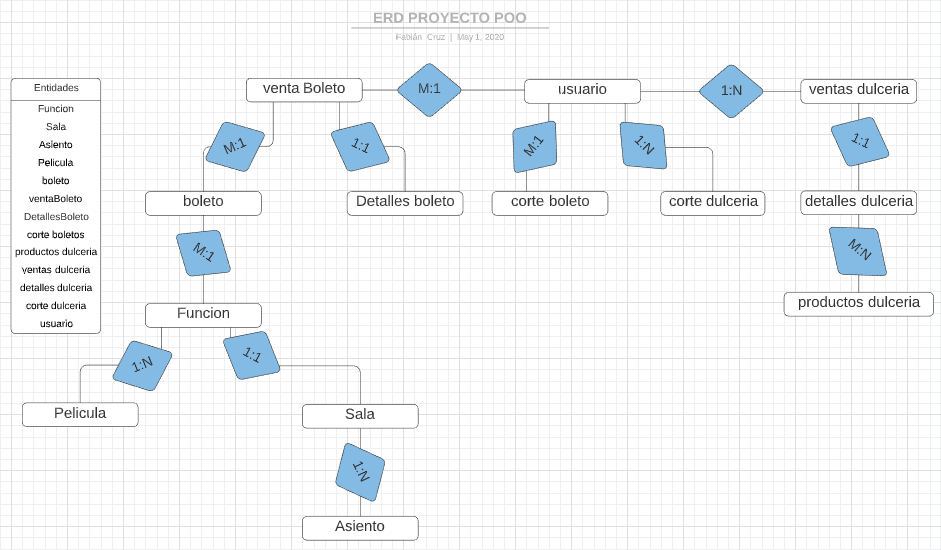 ERD PROYECTO POO
Fabián Cruz | May 1, 2020
Entidades
Funcion
Sala
Asiento
Pelicula
boleto
ventaBoleto
DetallesBoleto
corte boletos
productos dulceria
ventas dulceria
detalles dulceria
corte dulceria
usuario
venta Boleto
M:1
usuario
1:N
ventas dulceria
M:1
1:1
M:1
1:N
1:1
boleto
Detalles boleto
corte boleto
corte dulceria
detalles dulceria
M:1
M:N
Funcion
productos dulceria
1:N
1:1
Pelicula
Sala
1:N
Asiento